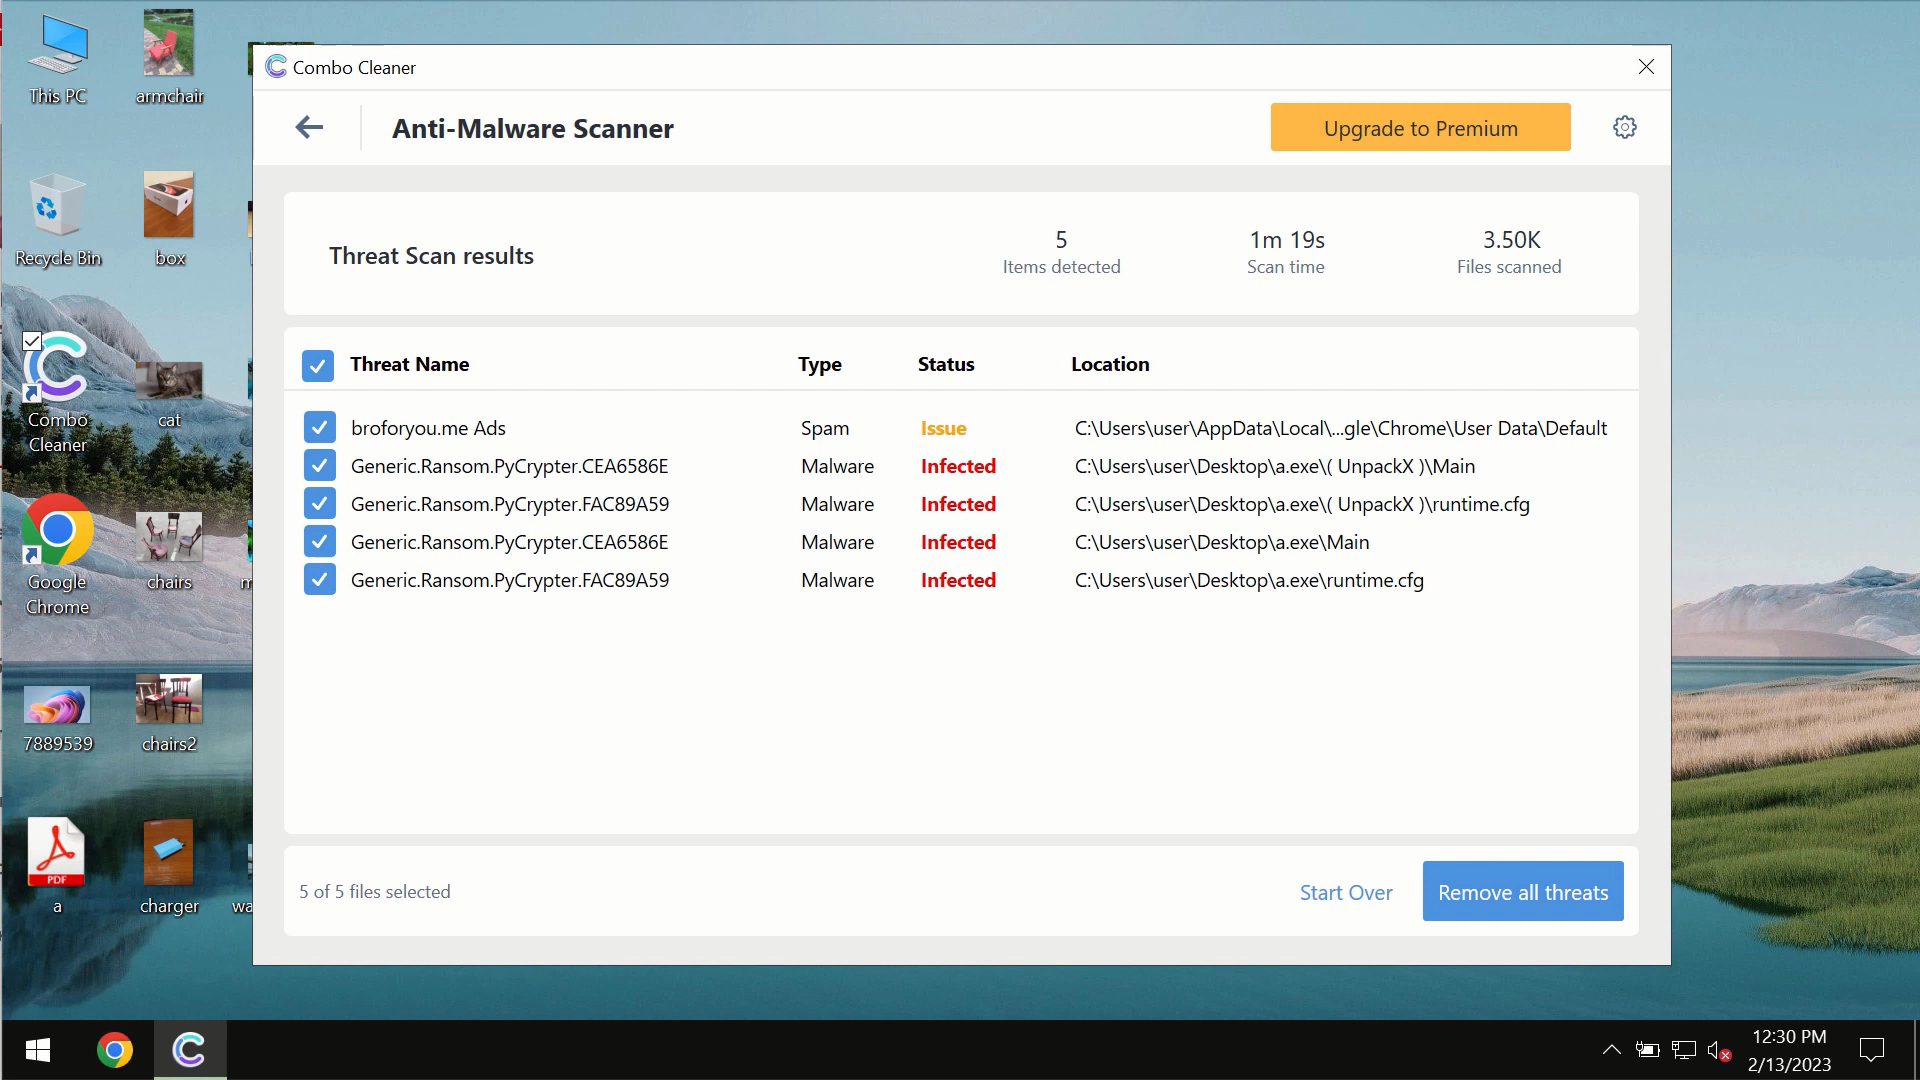 Combo Cleaner
Anti-Malware Scanner
Upgrade to Premium
Threat Scan results
5
Items detected
1m 19s
Scan time
3.50K
Files scanned
Threat Name Type Status Location
broforyou.me Ads Spam Issue C:\Users\user\AppData\Local\...gle\Chrome\User Data\Default
Generic.Ransom.PyCrypter.CEA6586E Malware Infected C:\Users\user\Desktop\a.exe\( UnpackX )\Main
Generic.Ransom.PyCrypter.FAC89A59 Malware Infected C:\Users\user\Desktop\a.exe\( UnpackX )\runtime.cfg
Generic.Ransom.PyCrypter.CEA6586E Malware Infected C:\Users\user\Desktop\a.exe\Main
Generic.Ransom.PyCrypter.FAC89A59 Malware Infected C:\Users\user\Desktop\a.exe\runtime.cfg
5 of 5 files selected
Start Over
Remove all threats
This PC
armchair
Recycle Bin
box
Combo
Cleaner
cat
Google
Chrome
chairs
7889539
chairs2
PDF
a
charger
12:30 PM
2/13/2023